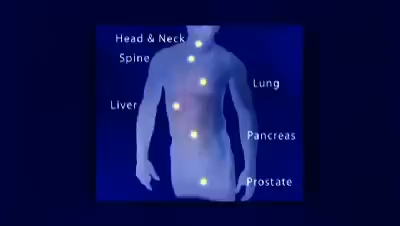 Head & Neck
Spine
Lung
Liver
Pancreas
Prostate